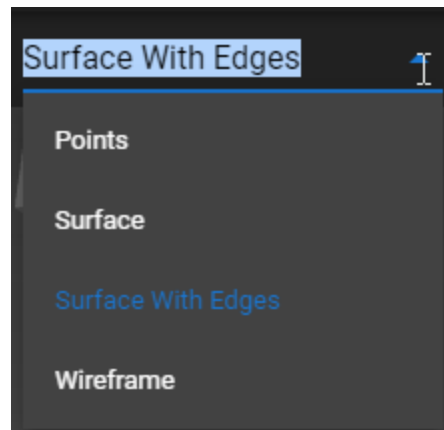 Surface With Edges
Points
Surface
Surface With Edges
Wireframe